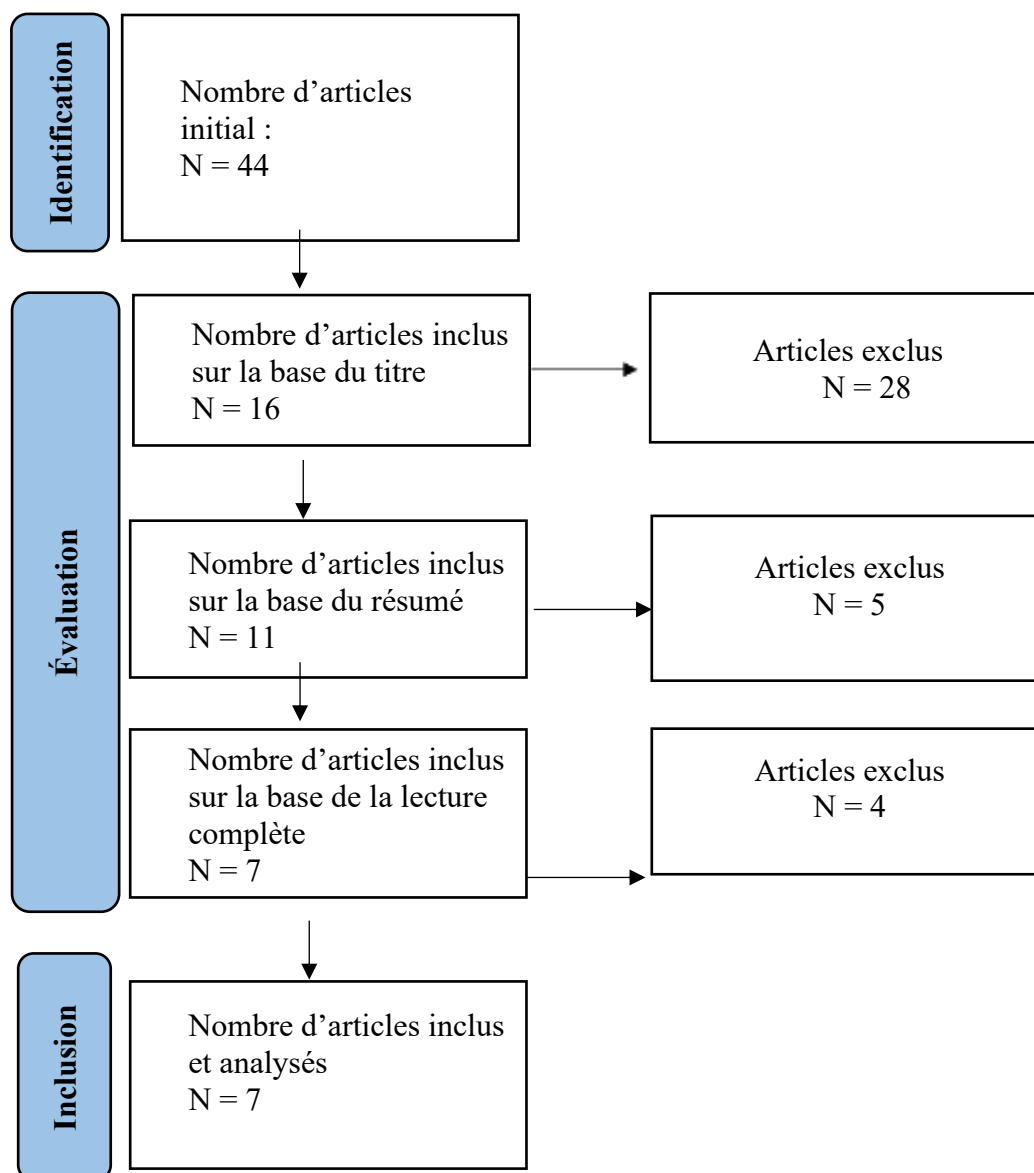 Identification
Nombre d'articles
initial :
N = 44
Évaluation
Nombre d'articles inclus
sur la base du titre
N = 16
Articles exclus
N = 28
Nombre d'articles inclus
sur la base du résumé
N = 11
Articles exclus
N = 5
Nombre d'articles inclus
sur la base de la lecture
complète
N = 7
Articles exclus
N = 4
Inclusion
Nombre d'articles inclus
et analysés
N = 7